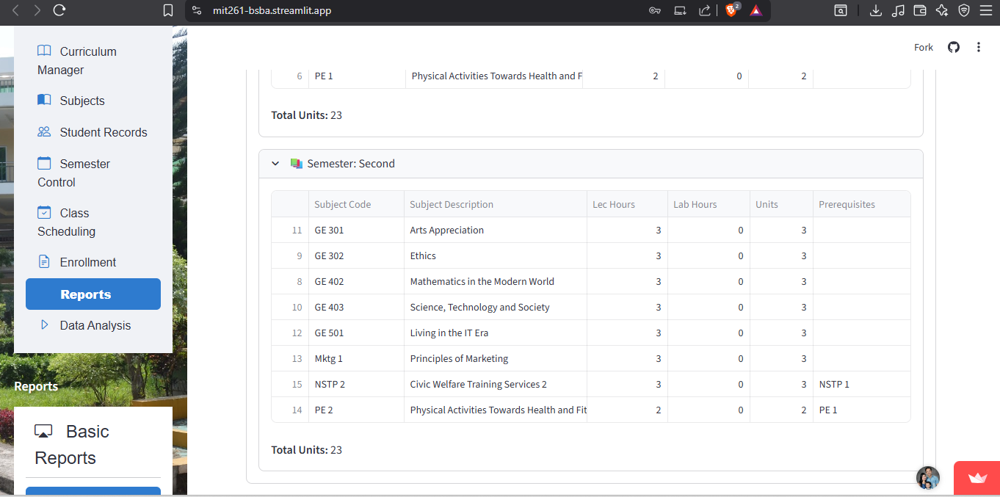 mit261-bsba.streamlit.app
2
Curriculum
Manager
Subjects
Student Records
Semester
Control
Class
Scheduling
Enrollment
Reports
Data Analysis
Reports
Basic
Reports
Fork
6 PE 1 Physical Activities Towards Health and F 2 0 2
Total Units: 23
Semester: Second
Subject Code Subject Description Lec Hours Lab Hours Units Prerequisites
11 GE 301 Arts Appreciation 3 0 3
9 GE 302 Ethics 3 0 3
8 GE 402 Mathematics in the Modern World 3 0 3
10 GE 403 Science, Technology and Society 3 0 3
12 GE 501 Living in the IT Era 3 0 3
13 Mktg 1 Principles of Marketing 3 0 3
15 NSTP 2 Civic Welfare Training Services 2 3 0 3 NSTP 1
14 PE 2 Physical Activities Towards Health and Fit 2 0 2 PE 1
Total Units: 23